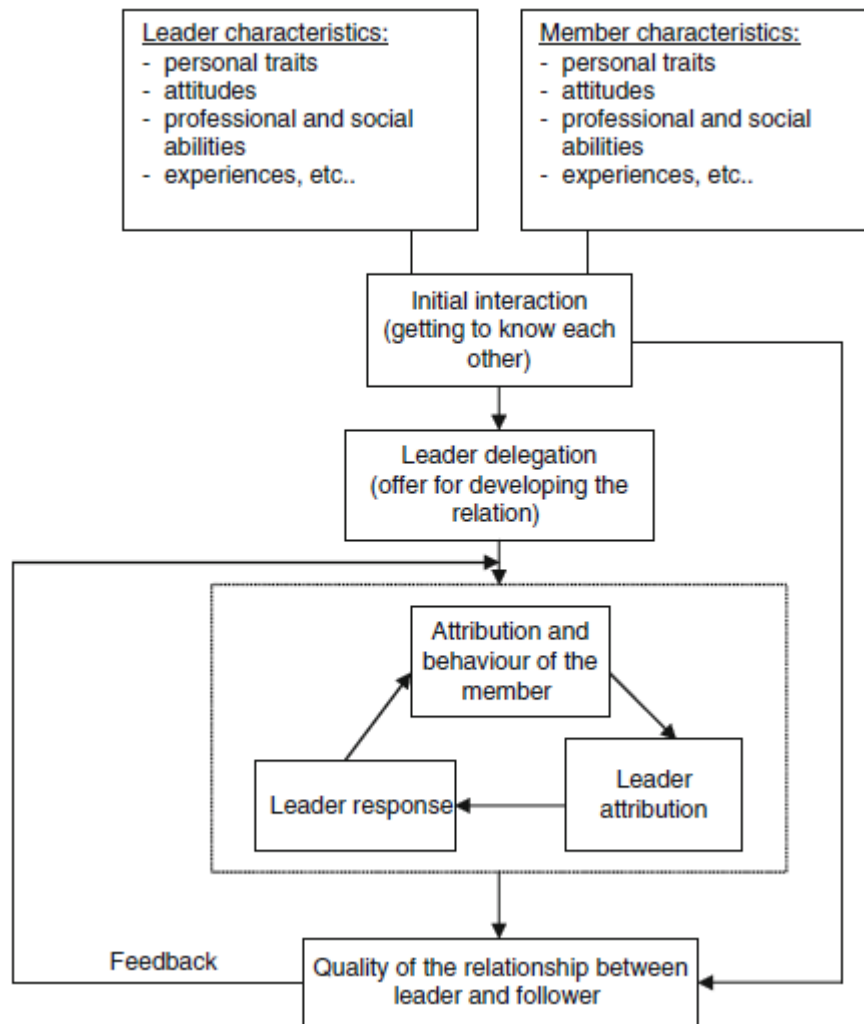 Leader characteristics:
- personal traits
- attitudes
- professional and social
abilities
- experiences, etc..
Member characteristics:
- personal traits
- attitudes
- professional and social
abilities
- experiences, etc..
Initial interaction
(getting to know each
other)
Leader delegation
(offer for developing the
relation)
Attribution and
behaviour of the
member
Leader response
Leader
attribution
Feedback
Quality of the relationship between
leader and follower